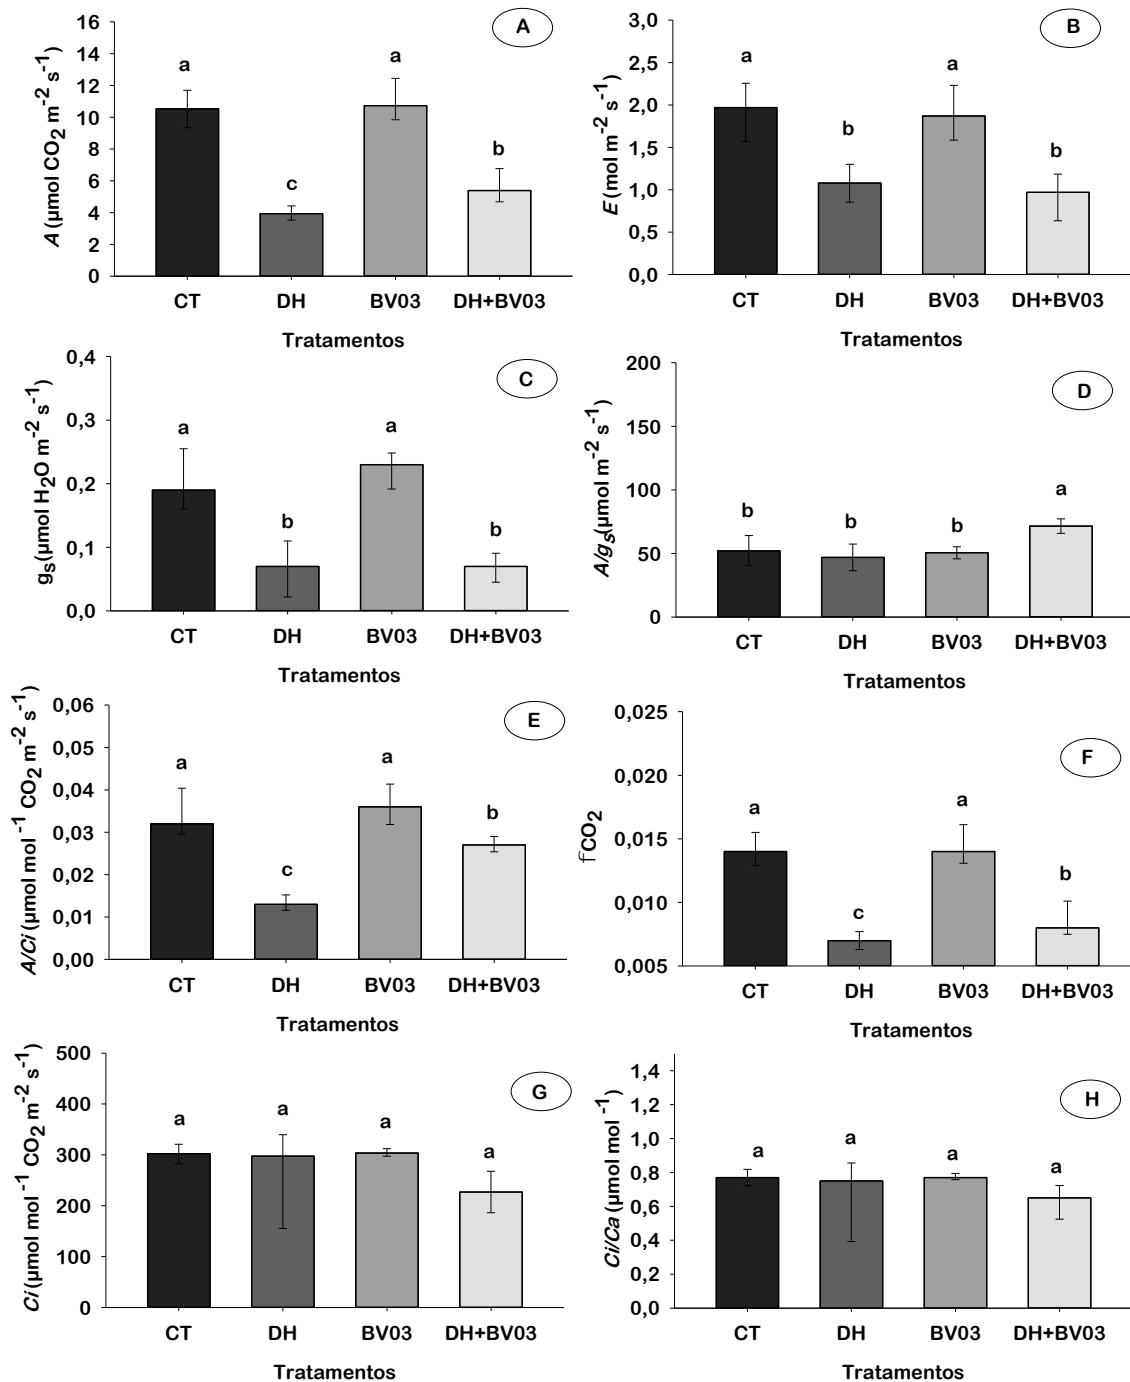 A
A (µmol CO2 m-2 s-1)
16
14
12
10
8
6
4
2
0
a
c
a
b
CT DH BV03 DH+BV03
Tratamentos
B
E (mol m-2 s-1)
3,0
2,5
2,0
1,5
1,0
0,5
0,0
a
b
a
b
CT DH BV03 DH+BV03
Tratamentos
C
gs (µmol H2O m-2 s-1)
0,4
0,3
0,2
0,1
0,0
a
b
a
b
CT DH BV03 DH+BV03
Tratamentos
D
A/gs (µmol m-2 s-1)
200
150
100
50
0
b
b
b
a
CT DH BV03 DH+BV03
Tratamentos
E
A/Ci (µmol mol-1 CO2 m-2 s-1)
0,06
0,05
0,04
0,03
0,02
0,01
0,00
a
c
a
b
CT DH BV03 DH+BV03
Tratamentos
F
fCO2
0,025
0,020
0,015
0,010
0,005
a
c
a
b
CT DH BV03 DH+BV03
Tratamentos
G
Ci (µmol mol-1 CO2 m-2 s-1)
500
400
300
200
100
0
a
a
a
a
CT DH BV03 DH+BV03
Tratamentos
H
Ci/Ca (µmol mol-1)
1,4
1,2
1,0
0,8
0,6
0,4
0,2
0,0
a
a
a
a
CT DH BV03 DH+BV03
Tratamentos